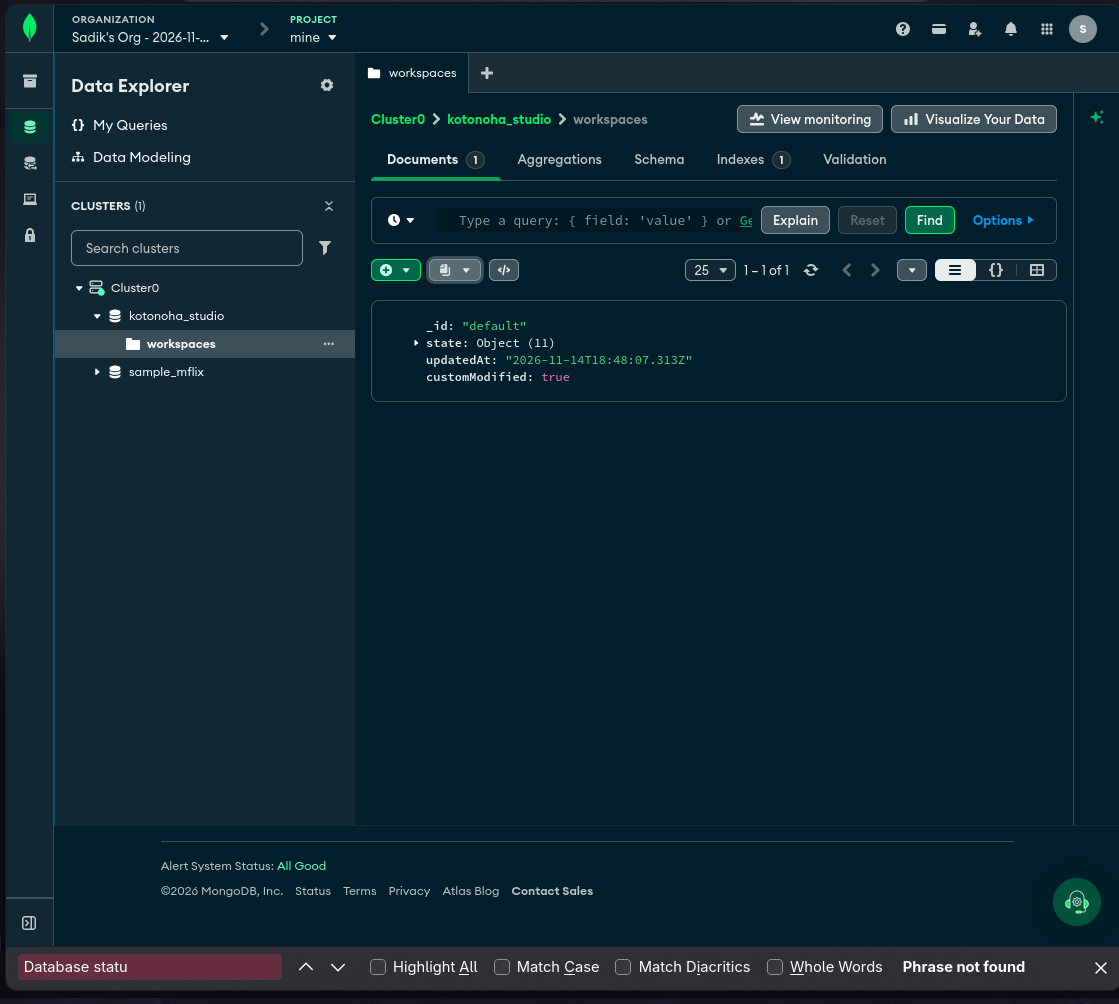 ORGANIZATION
Sadik's Org - 2026-11-...
PROJECT
mine
S
Data Explorer
{} My Queries
Data Modeling
CLUSTERS (1)
Search clusters
Cluster0
kotonoha_studio
workspaces
sample_mflix
workspaces
Cluster0 > kotonoha_studio > workspaces
View monitoring
Visualize Your Data
Documents 1
Aggregations
Schema
Indexes 1
Validation
Type a query: { field: 'value' } or Ge
Explain
Reset
Find
Options
25
1 – 1 of 1
_id: "default"
state: Object (11)
updatedAt: "2026-11-14T18:48:07.313Z"
customModified: true
Alert System Status: All Good
©2026 MongoDB, Inc. Status Terms Privacy Atlas Blog Contact Sales
Database statu
Highlight All
Match Case
Match Diacritics
Whole Words
Phrase not found